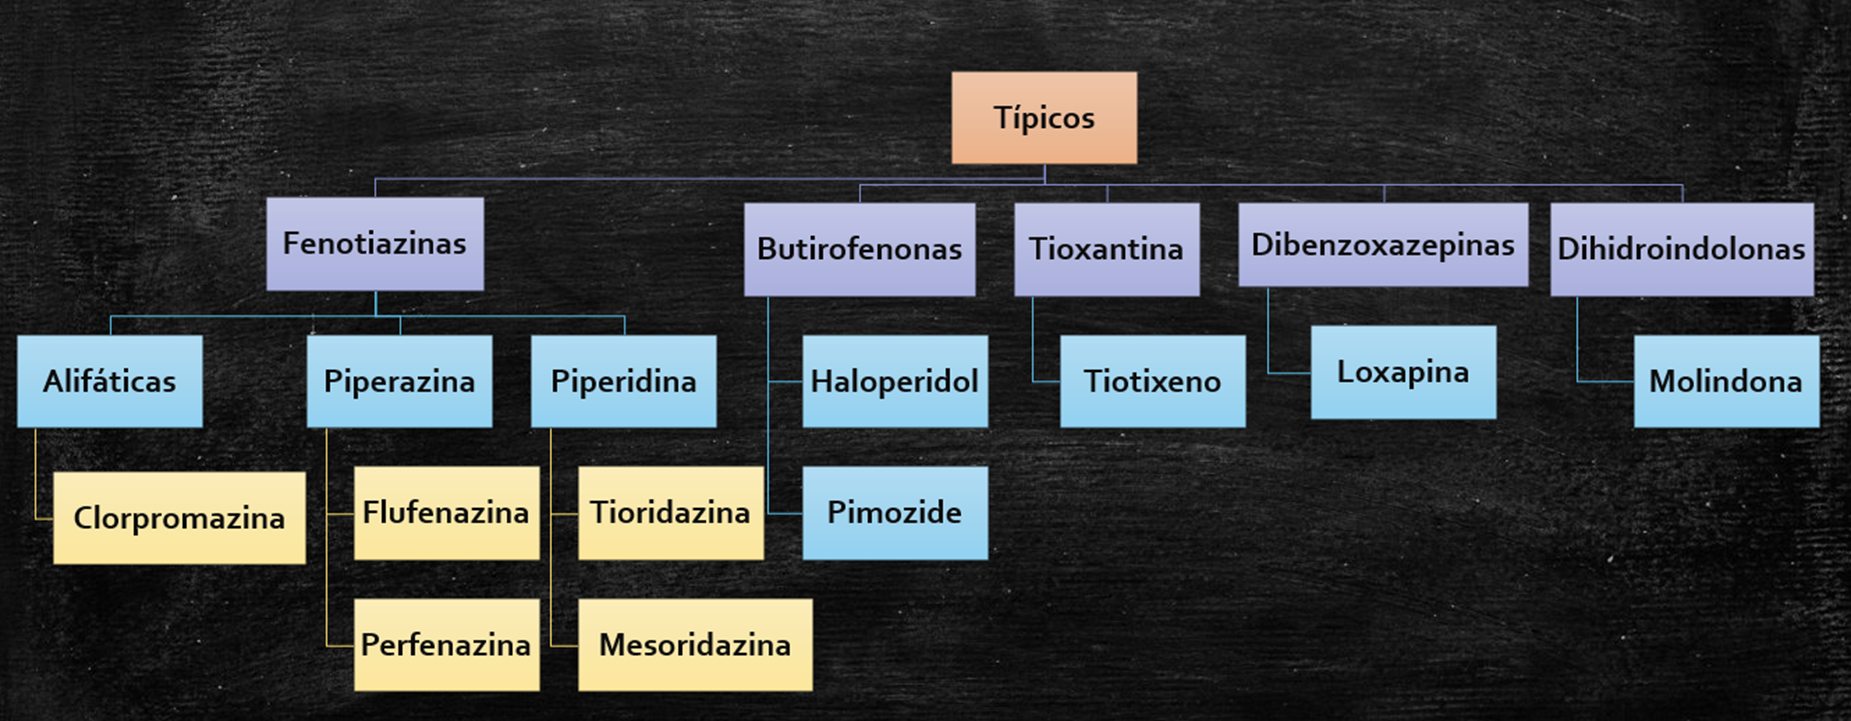 Típicos
Fenotiazinas
Butirofenonas
Tioxantina
Dibenzoxazepinas
Dihidroindolonas
Alifáticas
Piperazina
Piperidina
Haloperidol
Tiotixeno
Loxapina
Molindona
Clorpromazina
Flufenazina
Tioridazina
Pimozide
Perfenazina
Mesoridazina